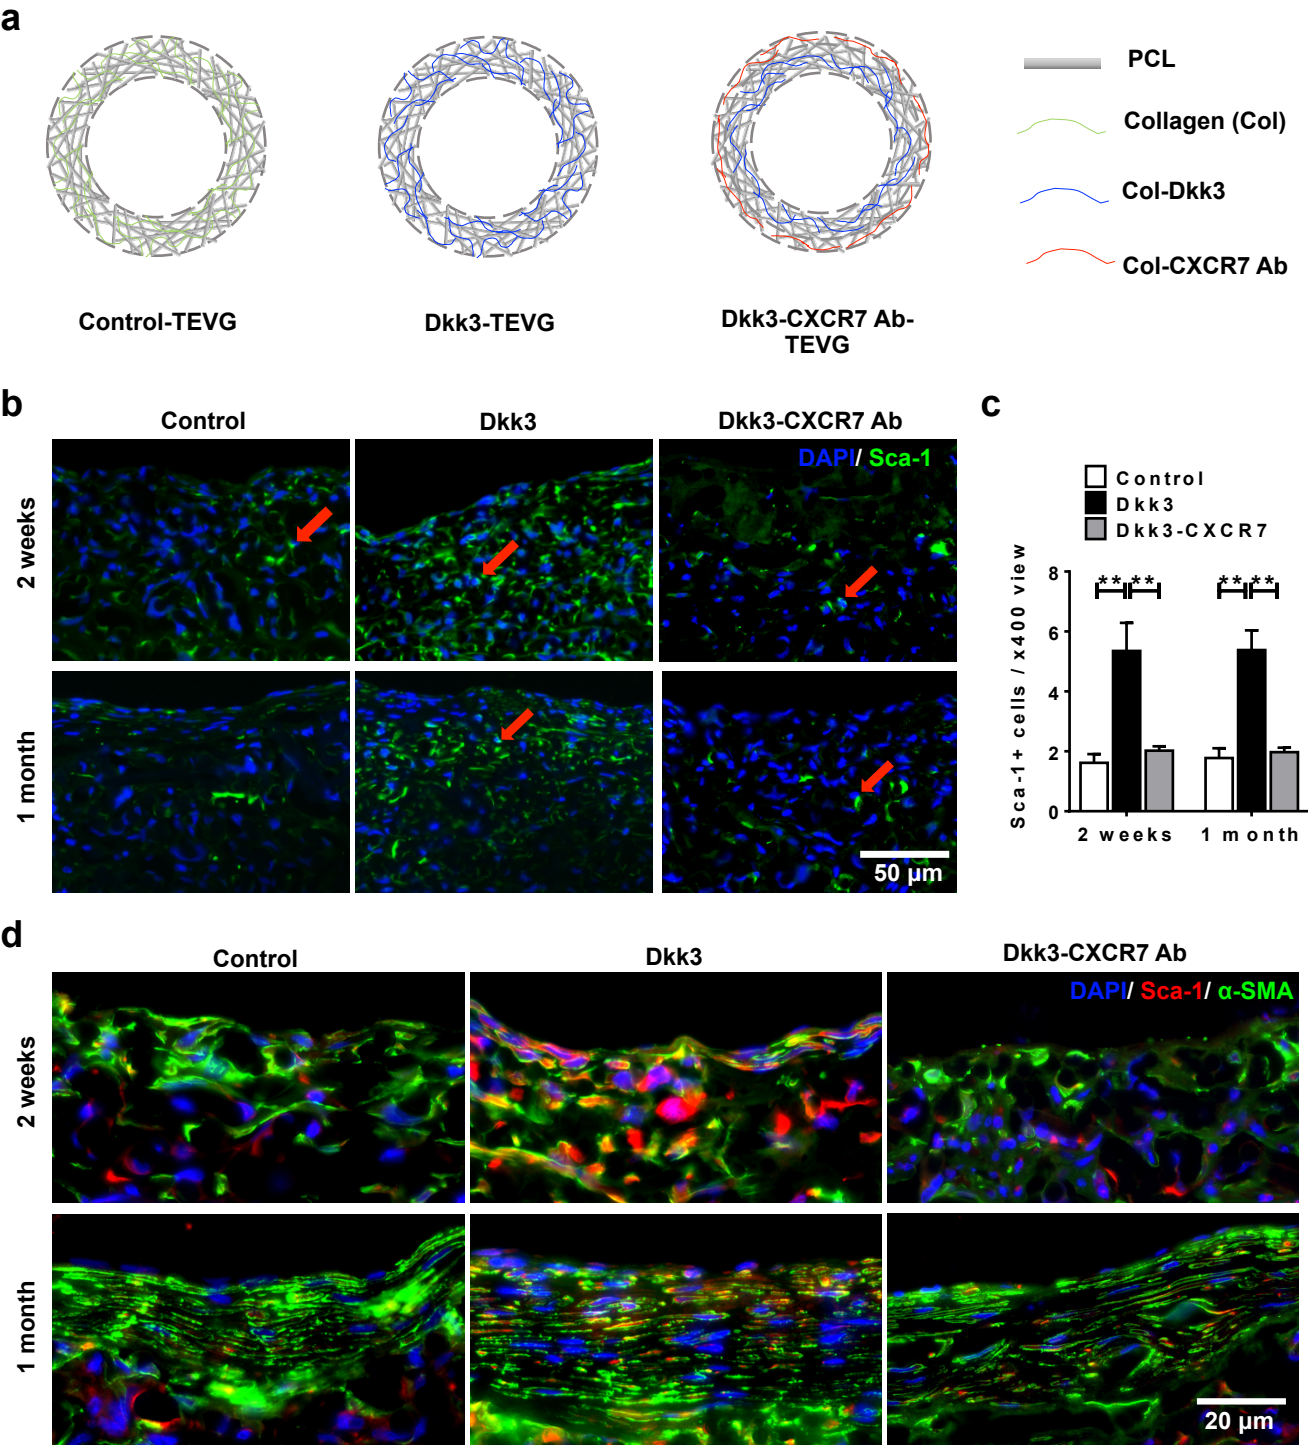 a
PCL
Collagen (Col)
Col-Dkk3
Col-CXCR7 Ab
Control-TEVG
Dkk3-TEVG
Dkk3-CXCR7 Ab-
TEVG
b
Control
Dkk3
Dkk3-CXCR7 Ab
DAPI/ Sca-1
2 weeks
1 month
50 μm
c
Control
Dkk3
Dkk3-CXCR7
Sca-1+ cells / x400 view
8
6
4
2
0
** ** ** **
2 weeks 1 month
d
Control
Dkk3
Dkk3-CXCR7 Ab
DAPI/ Sca-1/ α-SMA
2 weeks
1 month
20 μm